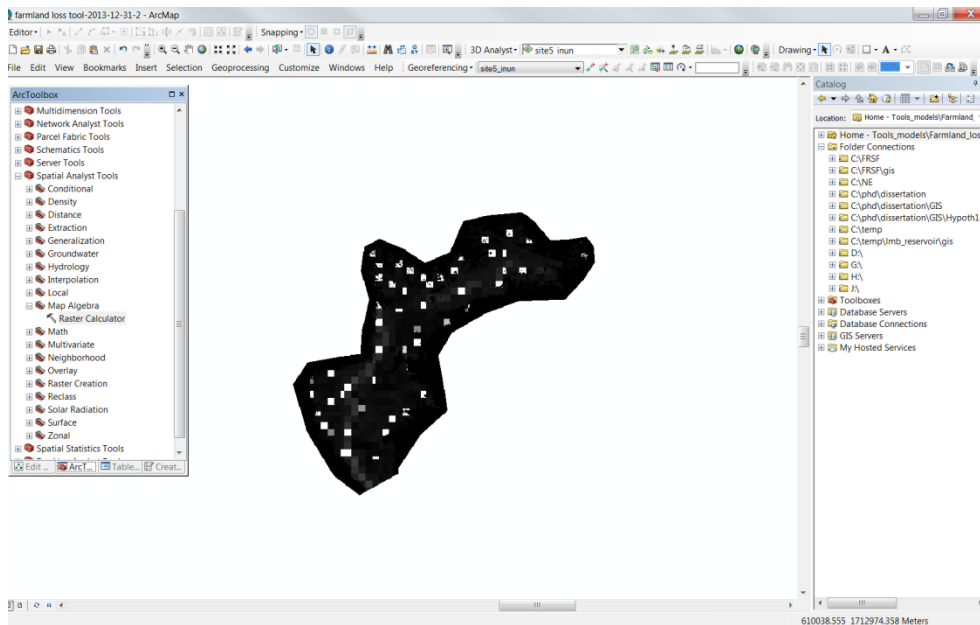 farmland loss tool-2013-12-31-2 - ArcMap
Editor Snapping
3D Analyst site5 inun Drawing A
File Edit View Bookmarks Insert Selection Geoprocessing Customize Windows Help Georeferencing site5_inun
ArcToolbox
Multidimension Tools
Network Analyst Tools
Parcel Fabric Tools
Schematics Tools
Server Tools
Spatial Analyst Tools
Conditional
Density
Distance
Extraction
Generalization
Groundwater
Hydrology
Interpolation
Local
Map Algebra
Raster Calculator
Math
Multivariate
Neighborhood
Overlay
Raster Creation
Reclass
Solar Radiation
Surface
Zonal
Spatial Statistics Tools
Edit ... ArcT... Table... Creat...
Catalog
Location: Home - Tools_models\Farmland_
Home - Tools_models\Farmland_los
Folder Connections
C:\FRSF
C:\FRSF\gis
C:\NE
C:\phd\dissertation
C:\phd\dissertation\GIS
C:\phd\dissertation\GIS\Hypoth1
C:\temp
C:\temp\lmb_reservoir\gis
D:\
G:\
H:\
J:\
Toolboxes
Database Servers
Database Connections
GIS Servers
My Hosted Services
610038.555 1712974.358 Meters